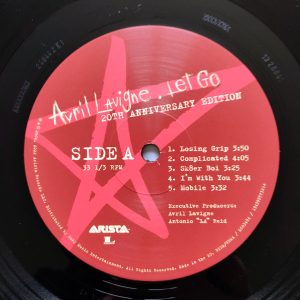 Avril Lavigne . Let Go
20TH ANNIVERSARY EDITION
SIDE A
33 1/3 RPM
1. Losing Grip 3:50
2. Complicated 4:05
3. Sk8er Boi 3:25
4. I'm With You 3:44
5. Mobile 3:32
Executive Producers:
Avril Lavigne
Antonio "LA" Reid
ARISTA